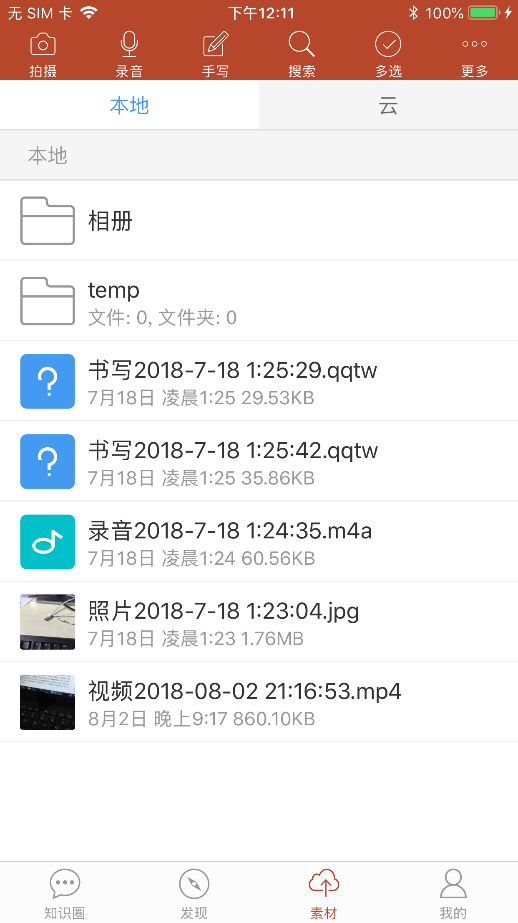 无 SIM 卡 下午12:11 100%
拍摄 录音 手写 搜索 多选 更多
本地 云
本地
相册
temp
文件: 0, 文件夹: 0
书写2018-7-18 1:25:29.qqtw
7月18日 凌晨1:25 29.53KB
书写2018-7-18 1:25:42.qqtw
7月18日 凌晨1:25 35.86KB
录音2018-7-18 1:24:35.m4a
7月18日 凌晨1:24 60.56KB
照片2018-7-18 1:23:04.jpg
7月18日 凌晨1:23 1.76MB
视频2018-08-02 21:16:53.mp4
8月2日 晚上9:17 860.10KB
知识圈 发现 素材 我的